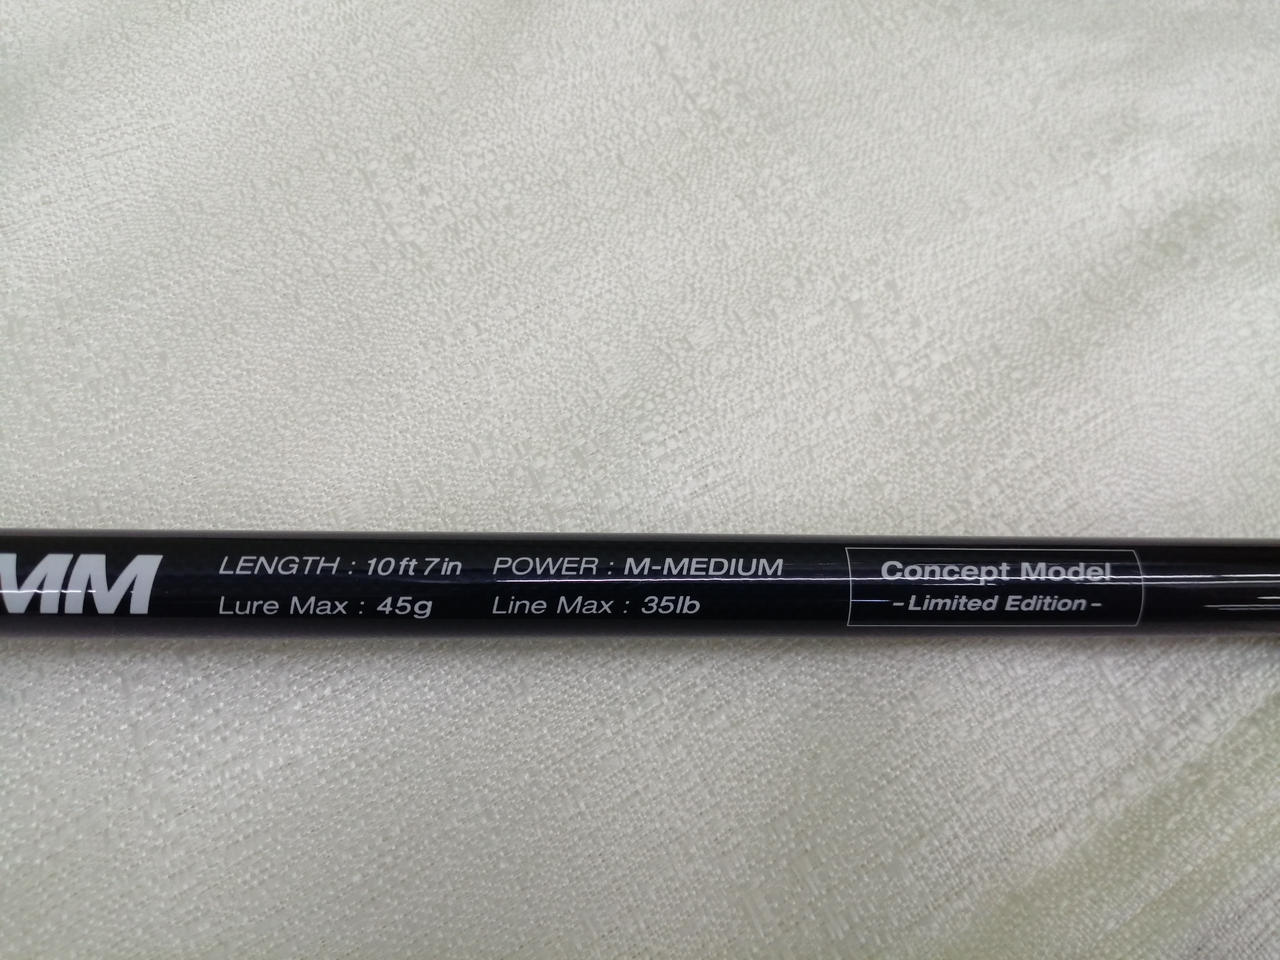 MM
LENGTH : 10ft 7in POWER : M-MEDIUM
Lure Max : 45g Line Max : 35lb
Concept Model
-Limited Edition-